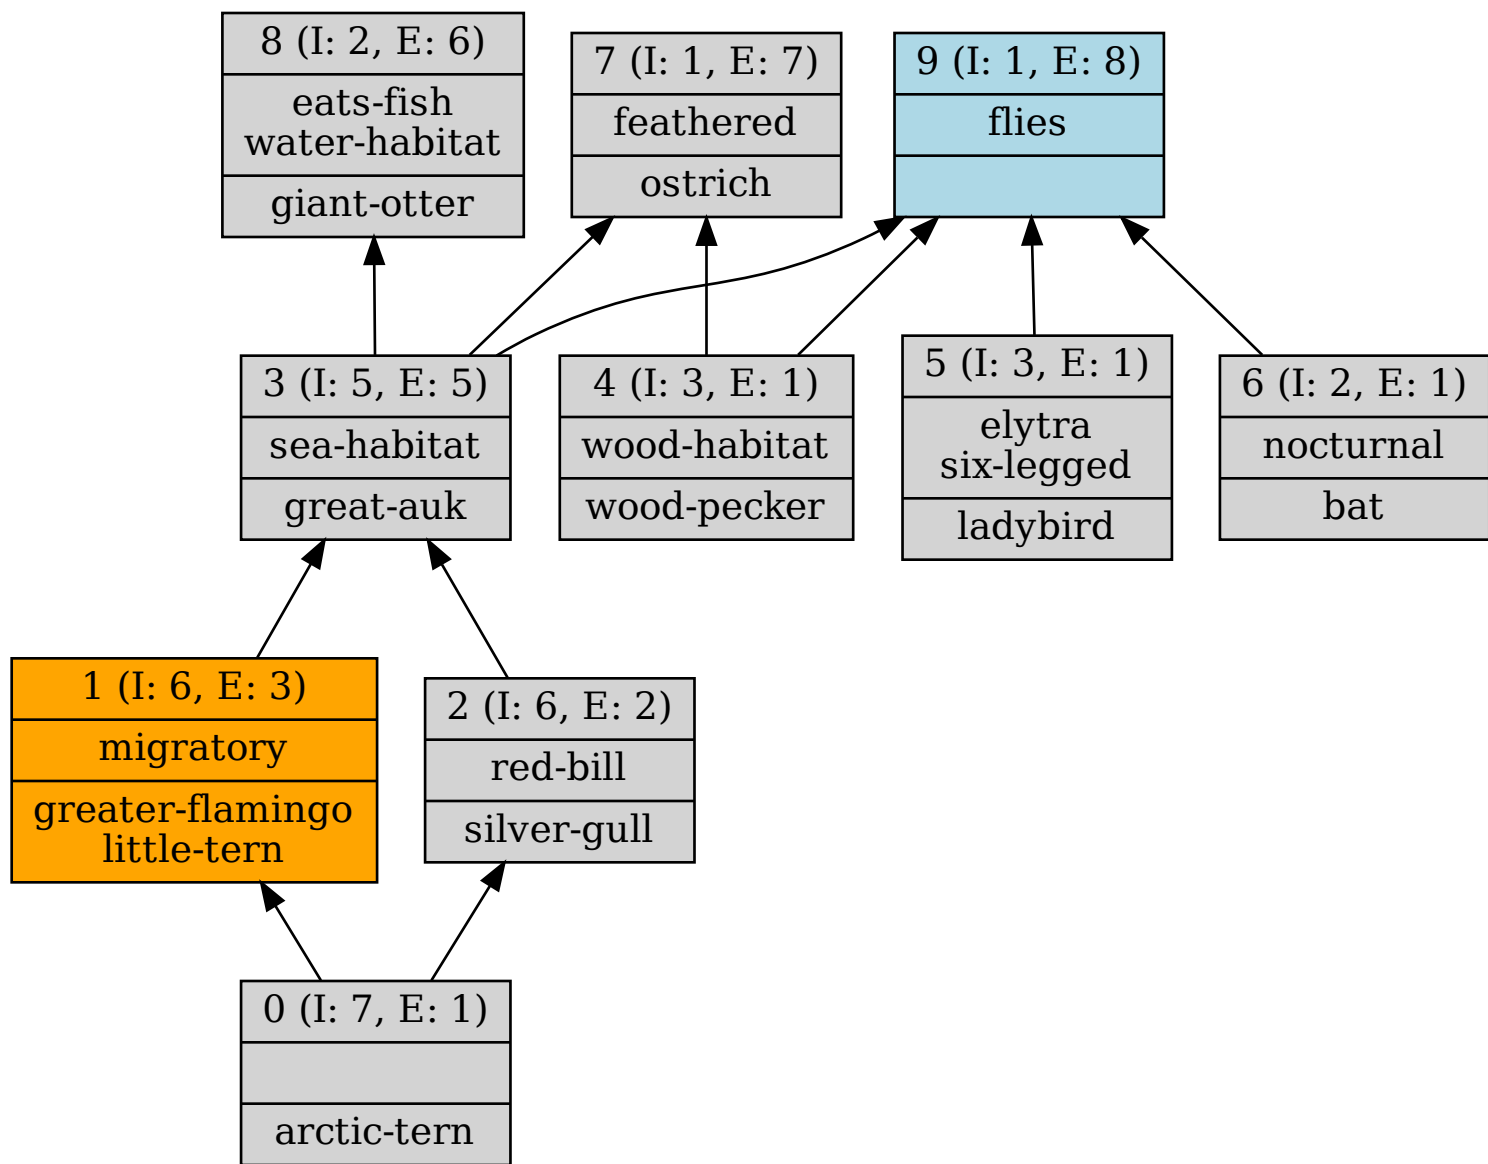 8 (I: 2, E: 6)
eats-fish
water-habitat
giant-otter
7 (I: 1, E: 7)
feathered
ostrich
9 (I: 1, E: 8)
flies
3 (I: 5, E: 5)
sea-habitat
great-auk
4 (I: 3, E: 1)
wood-habitat
wood-pecker
5 (I: 3, E: 1)
elytra
six-legged
ladybird
6 (I: 2, E: 1)
nocturnal
bat
1 (I: 6, E: 3)
migratory
greater-flamingo
little-tern
2 (I: 6, E: 2)
red-bill
silver-gull
0 (I: 7, E: 1)
arctic-tern